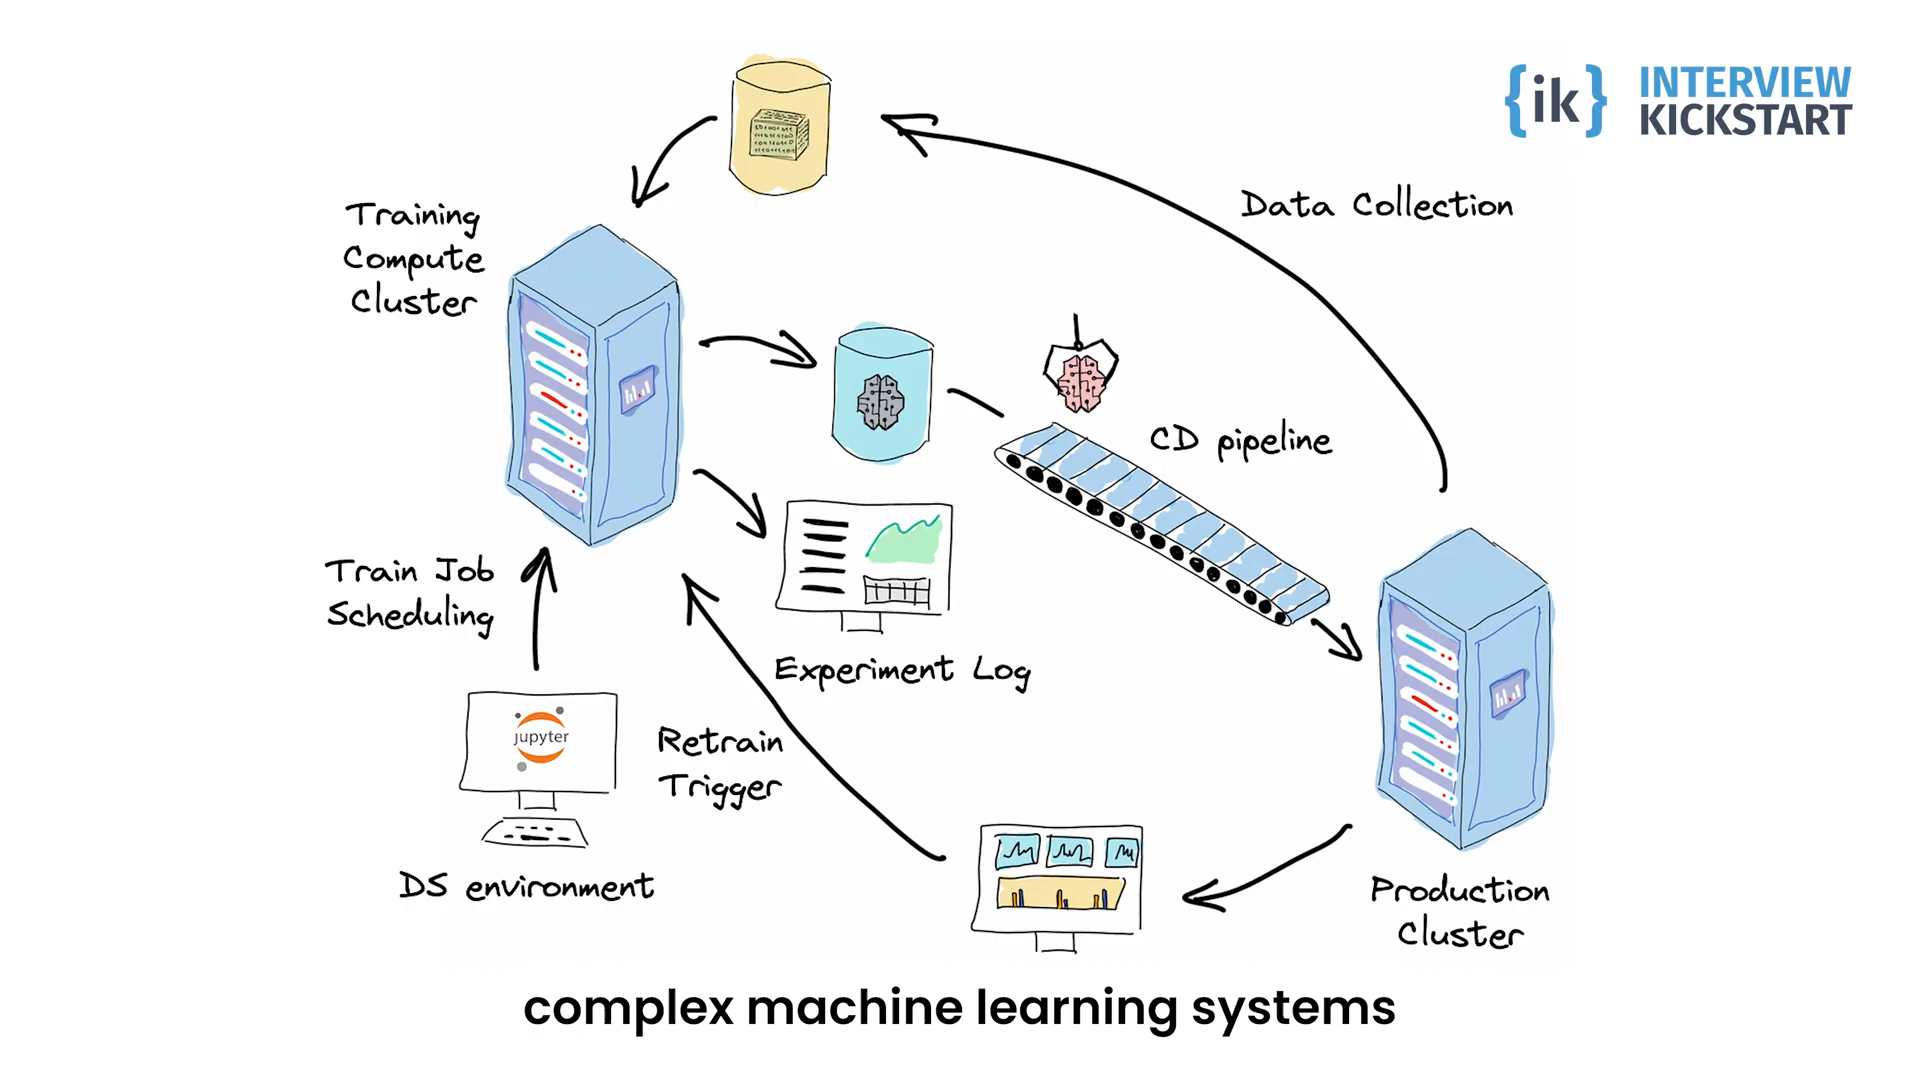 {ik} INTERVIEW
KICKSTART
Training
Compute
Cluster
Data Collection
CD pipeline
Train Job
Scheduling
Experiment Log
jupyter
Retrain
Trigger
DS environment
Production
Cluster
complex machine learning systems